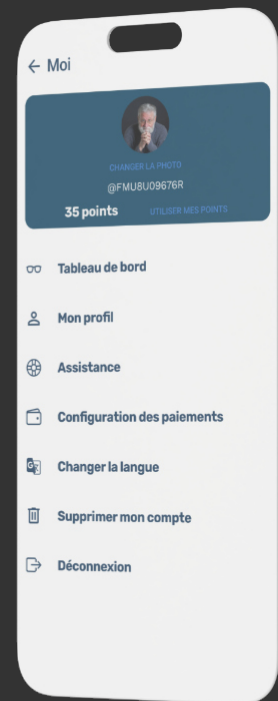 Moi
CHANGER LA PHOTO
@FMU8U09676R
35 points UTILISER MES POINTS
Tableau de bord
Mon profil
Assistance
Configuration des paiements
Changer la langue
Supprimer mon compte
Déconnexion